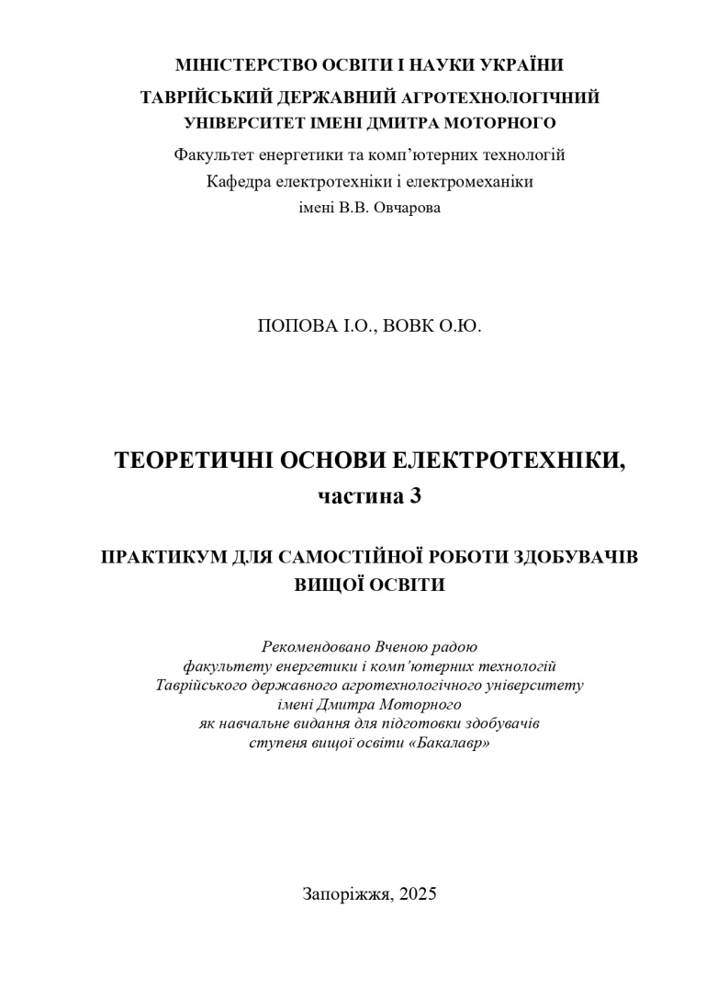 МІНІСТЕРСТВО ОСВІТИ І НАУКИ УКРАЇНИ
ТАВРІЙСЬКИЙ ДЕРЖАВНИЙ АГРОТЕХНОЛОГІЧНИЙ
УНІВЕРСИТЕТ ІМЕНІ ДМИТРА МОТОРНОГО
Факультет енергетики та комп’ютерних технологій
Кафедра електротехніки і електромеханіки
імені В.В. Овчарова
ПОПОВА І.О., ВОВК О.Ю.
ТЕОРЕТИЧНІ ОСНОВИ ЕЛЕКТРОТЕХНІКИ,
частина 3
ПРАКТИКУМ ДЛЯ САМОСТІЙНОЇ РОБОТИ ЗДОБУВАЧІВ
ВИЩОЇ ОСВІТИ
Рекомендовано Вченою радою
факультету енергетики і комп’ютерних технологій
Таврійського державного агротехнологічного університету
імені Дмитра Моторного
як навчальне видання для підготовки здобувачів
ступеня вищої освіти «Бакалавр»
Запоріжжя, 2025